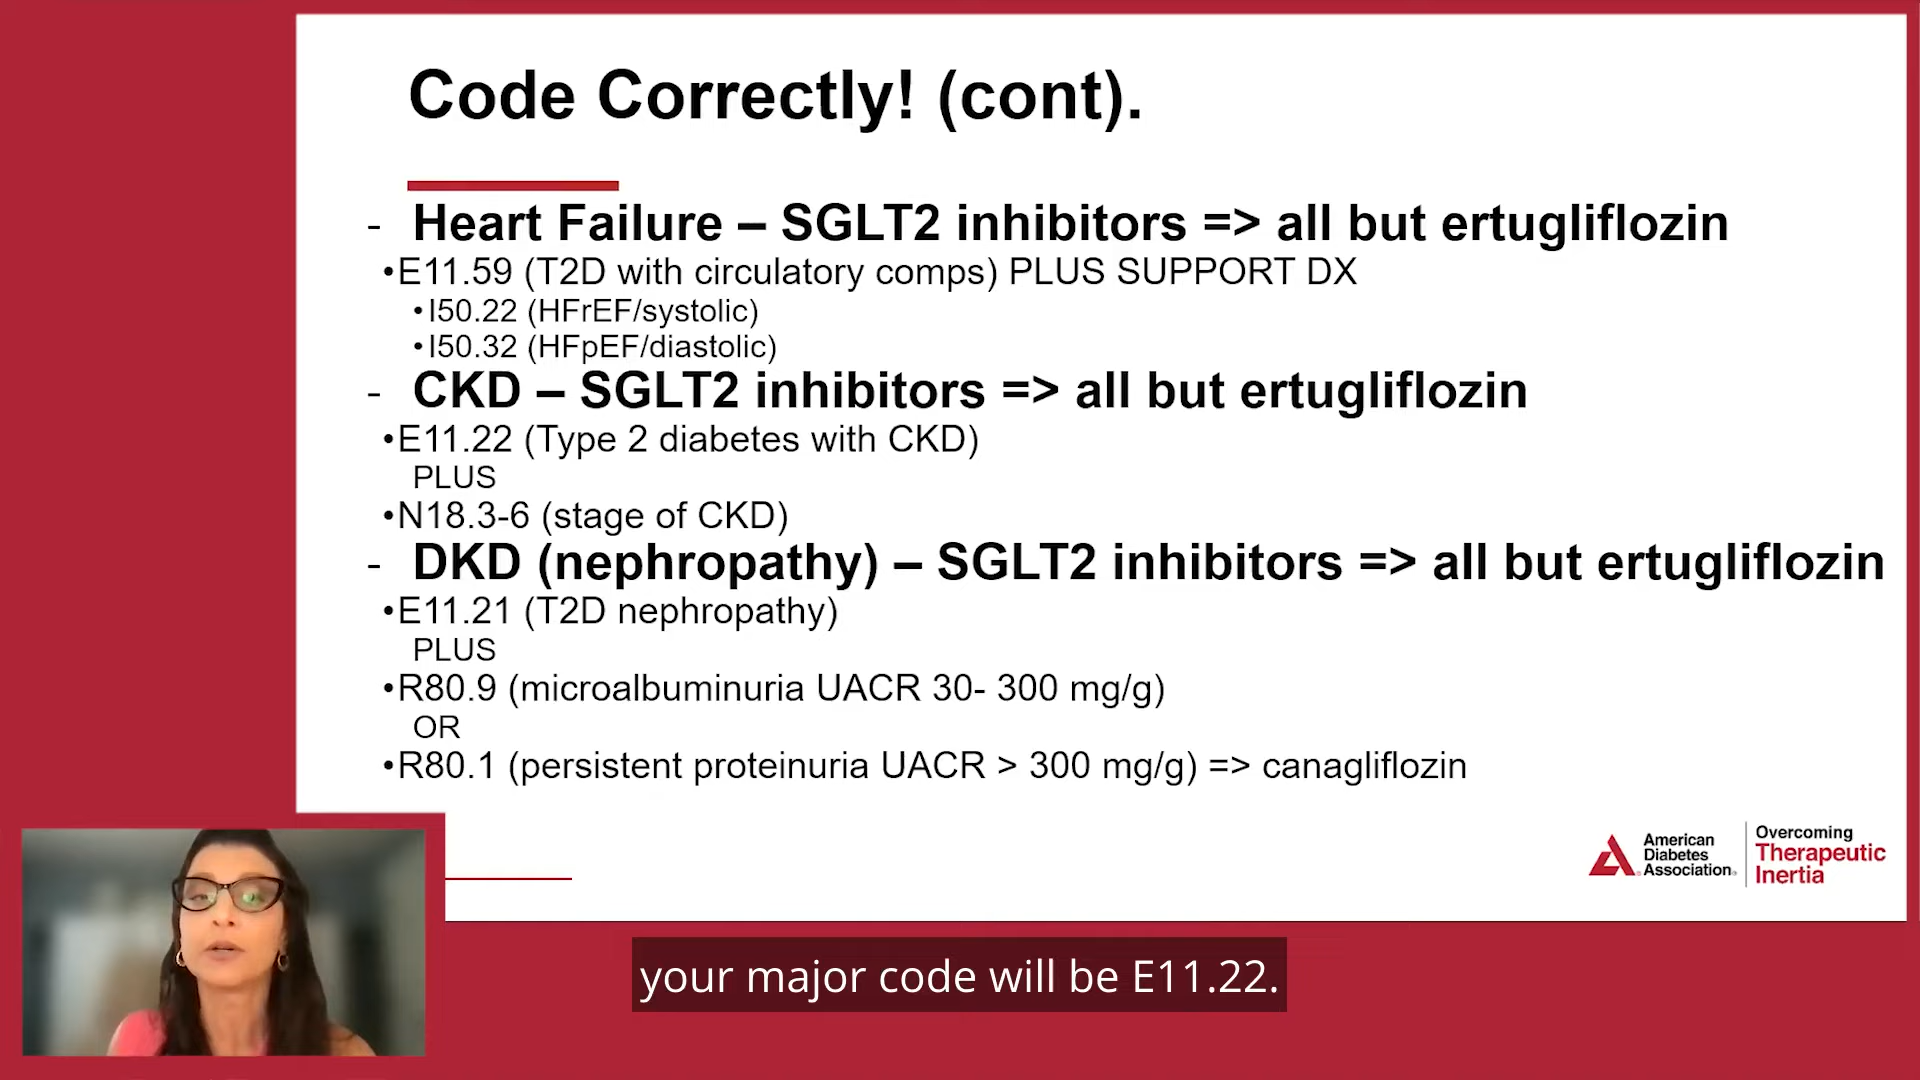 Code Correctly! (cont).
- Heart Failure – SGLT2 inhibitors => all but ertugliflozin
•E11.59 (T2D with circulatory comps) PLUS SUPPORT DX
•I50.22 (HFrEF/systolic)
•I50.32 (HFpEF/diastolic)
- CKD – SGLT2 inhibitors => all but ertugliflozin
•E11.22 (Type 2 diabetes with CKD)
PLUS
•N18.3-6 (stage of CKD)
- DKD (nephropathy) – SGLT2 inhibitors => all but ertugliflozin
•E11.21 (T2D nephropathy)
PLUS
•R80.9 (microalbuminuria UACR 30- 300 mg/g)
OR
•R80.1 (persistent proteinuria UACR > 300 mg/g) => canagliflozin
American
Diabetes
Association®
Overcoming
Therapeutic
Inertia
your major code will be E11.22.